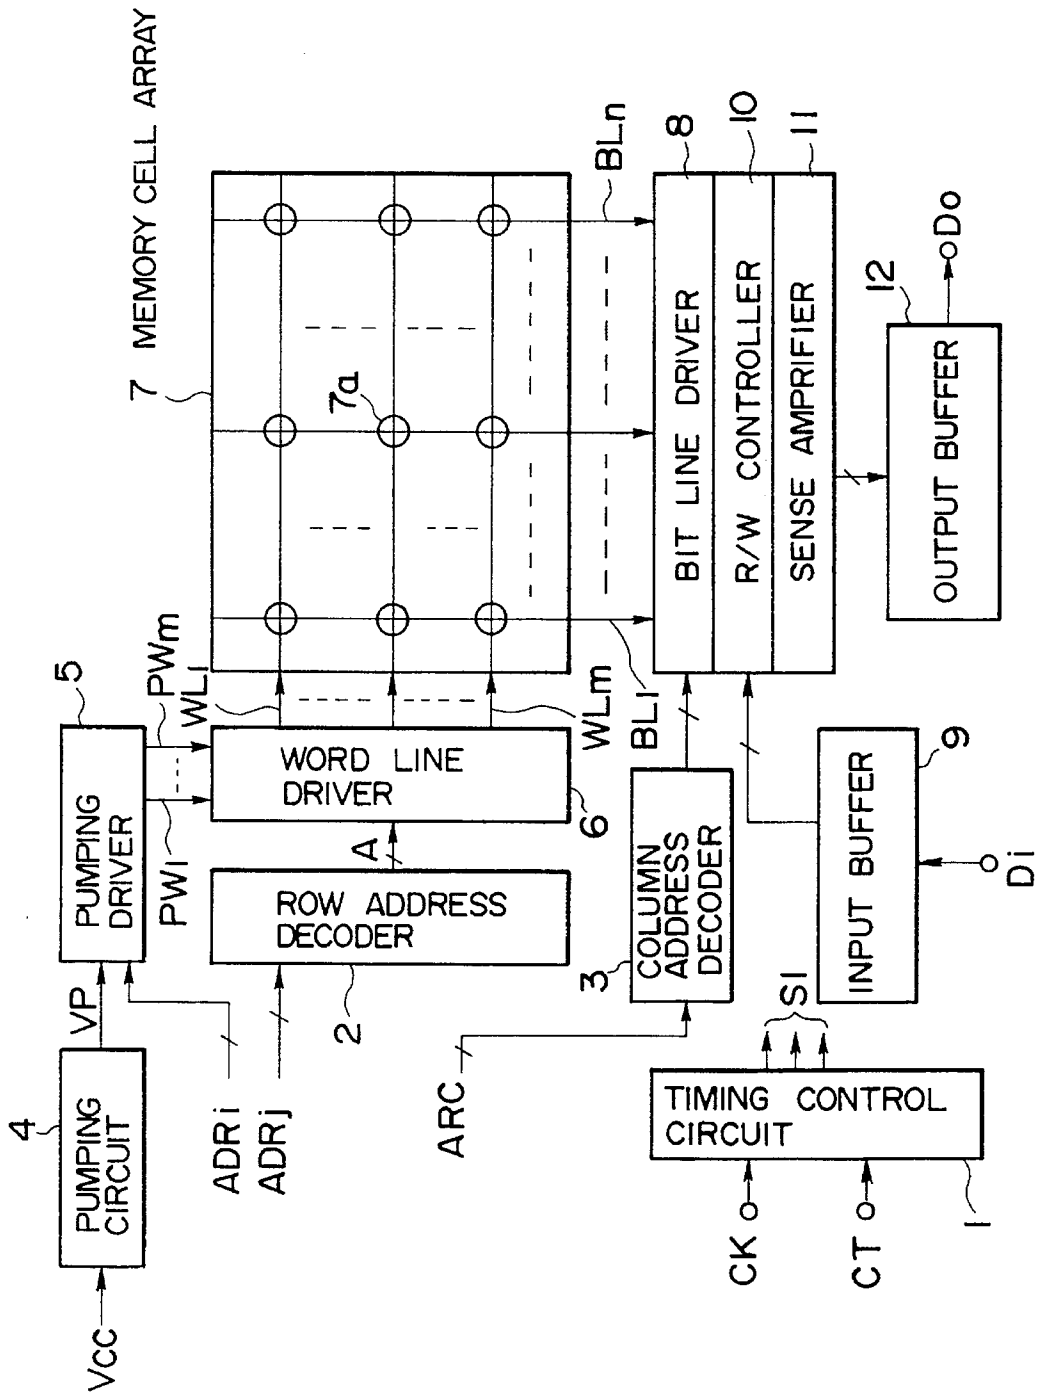 7 MEMORY CELL ARRAY
7a
Vcc
4
PUMPING
CIRCUIT
VP
5
PUMPING
DRIVER
PW1
PWm
ADRi
ADRj
2
ROW ADDRESS
DECODER
A
6
WORD LINE
DRIVER
WL1
WLm
BL1
BLn
ARC
3
COLUMN
ADDRESS
DECODER
8
BIT LINE DRIVER
10
R/W CONTROLLER
11
SENSE AMPRIFIER
CK
CT
1
TIMING CONTROL
CIRCUIT
S1
9
INPUT BUFFER
Di
12
OUTPUT BUFFER
Do